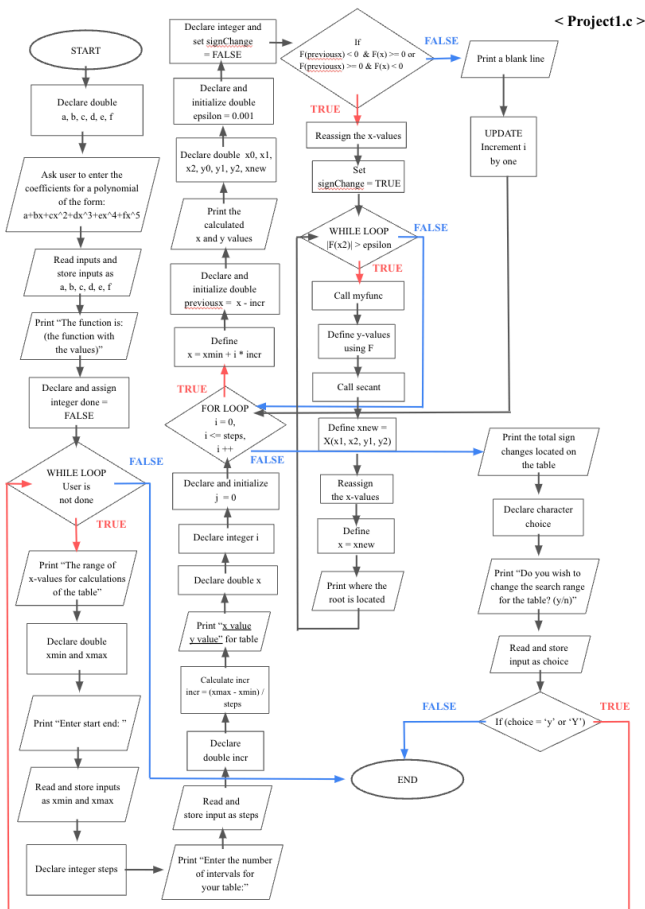 < Project1.c >
START
Declare double
a, b, c, d, e, f
Ask user to enter the
coefficients for a polynomial
of the form:
a+bx+cx^2+dx^3+ex^4+fx^5
Read inputs and
store inputs as
a, b, c, d, e, f
Print “The function is:
(the function with
the values)”
Declare and assign
integer done =
FALSE
WHILE LOOP
User is
not done
FALSE
TRUE
Print “The range of
x-values for calculations
of the table”
Declare double
xmin and xmax
Print “Enter start end: ”
Read and store inputs
as xmin and xmax
Declare integer steps
Print “Enter the number
of intervals for
your table:”
Read and
store input as steps
Declare
double incr
Calculate incr
incr = (xmax - xmin) /
steps
Print “x value
y value” for table
Declare double x
Declare integer i
Declare and initialize
j = 0
FOR LOOP
i = 0,
i <= steps,
i ++
TRUE
FALSE
Define
x = xmin + i * incr
Declare and
initialize double
previousx = x - incr
Print the
calculated
x and y values
Declare double x0, x1,
x2, y0, y1, y2, xnew
Declare and
initialize double
epsilon = 0.001
Declare integer and
set signChange
= FALSE
If
F(previousx) < 0 & F(x) >= 0 or
F(previousx) >= 0 & F(x) < 0
FALSE
TRUE
Print a blank line
UPDATE
Increment i
by one
Reassign the x-values
Set
signChange = TRUE
WHILE LOOP
|F(x2)| > epsilon
FALSE
TRUE
Call myfunc
Define y-values
using F
Call secant
Define xnew =
X(x1, x2, y1, y2)
Reassign
the x-values
Define
x = xnew
Print where the
root is located
Print the total sign
changes located on
the table
Declare character
choice
Print “Do you wish to
change the search range
for the table? (y/n)”
Read and store
input as choice
If (choice = ‘y’ or ‘Y’)
FALSE
TRUE
END